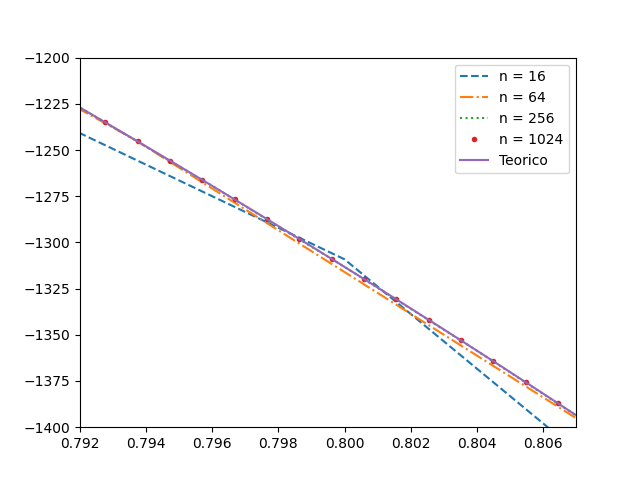 −1200
−1225
−1250
−1275
−1300
−1325
−1350
−1375
−1400
0.792 0.794 0.796 0.798 0.800 0.802 0.804 0.806
n = 16
n = 64
n = 256
n = 1024
Teorico